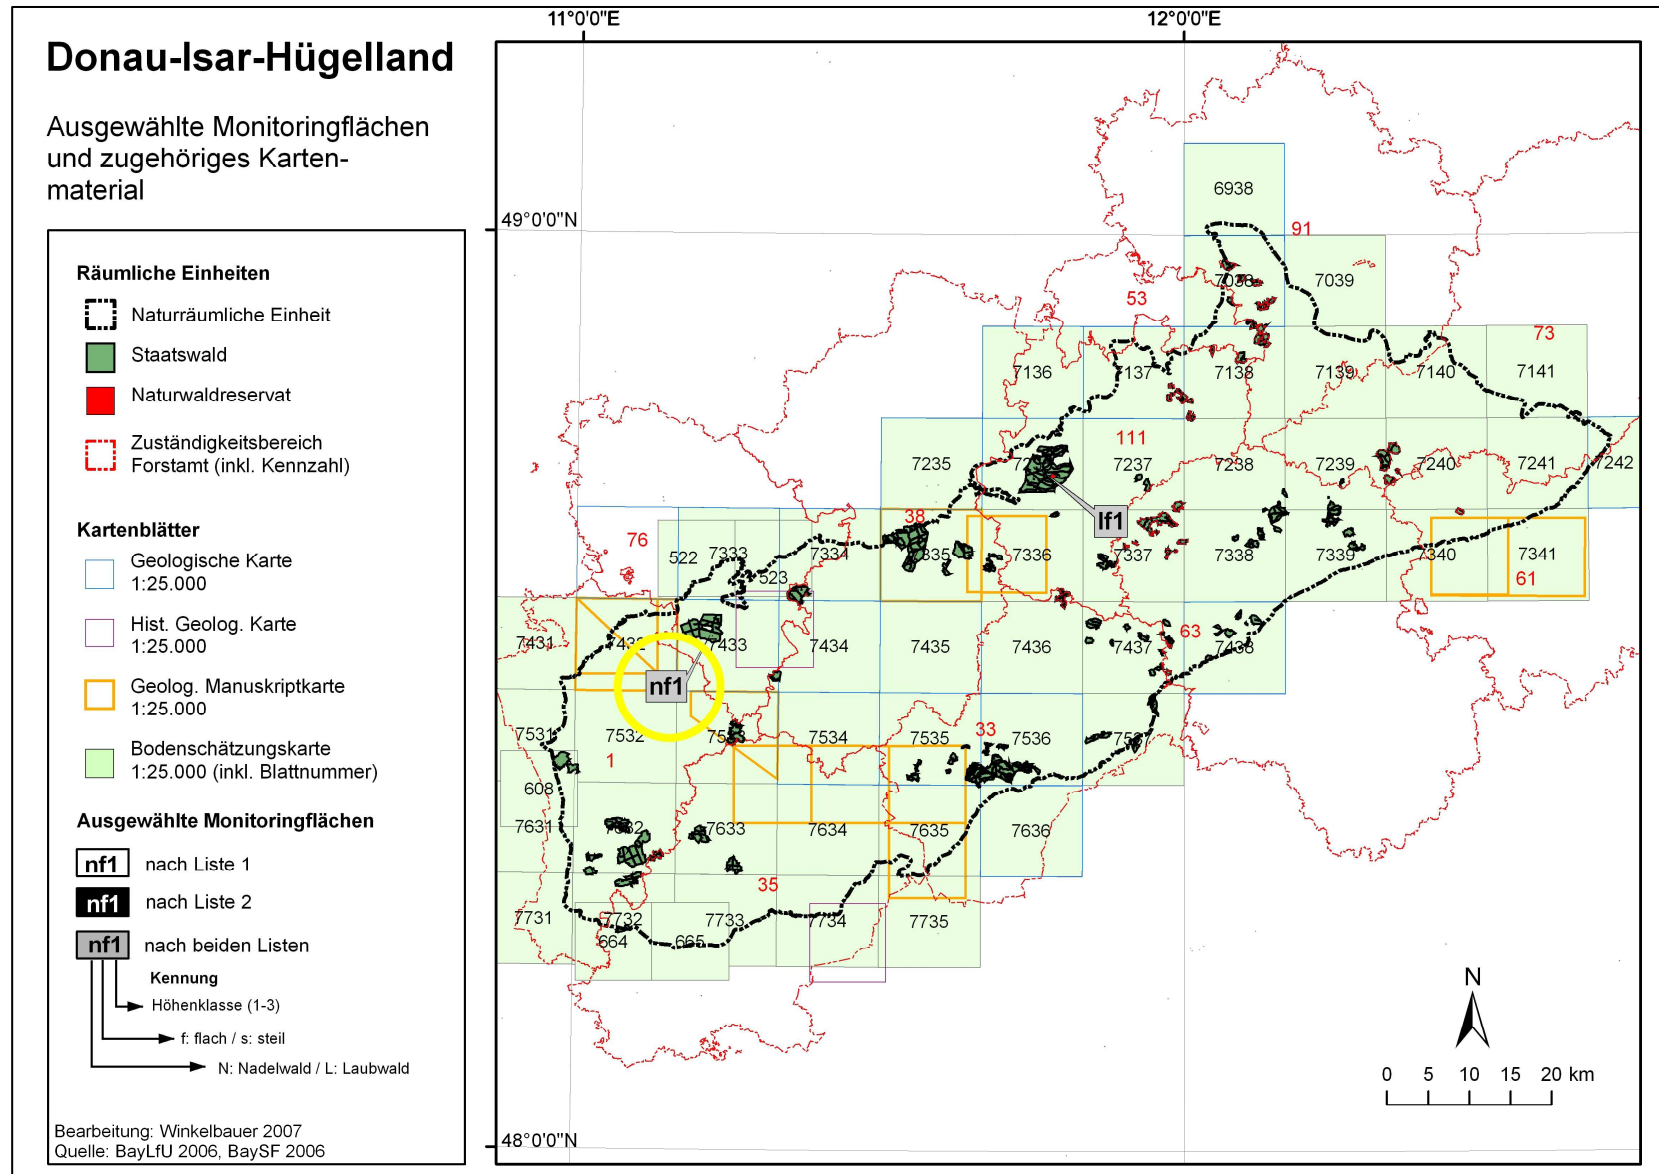 11°0'0"E
12°0'0"E
Donau-Isar-Hügelland
Ausgewählte Monitoringflächen
und zugehöriges Karten-
material
Räumliche Einheiten
Naturräumliche Einheit
Staatswald
Naturwaldreservat
Zuständigkeitsbereich
Forstamt (inkl. Kennzahl)
Kartenblätter
Geologische Karte
1:25.000
Hist. Geolog. Karte
1:25.000
Geolog. Manuskriptkarte
1:25.000
Bodenschätzungskarte
1:25.000 (inkl. Blattnummer)
Ausgewählte Monitoringflächen
nf1 nach Liste 1
nf1 nach Liste 2
nf1 nach beiden Listen
Kennung
Höhenklasse (1-3)
f: flach / s: steil
N: Nadelwald / L: Laubwald
Bearbeitung: Winkelbauer 2007
Quelle: BayLfU 2006, BaySF 2006
49°0'0"N
48°0'0"N
6938
91
7038 7039
53
73
7136 7137 7138 7139 7140 7141
111
7235 7237 7238 7239 7240 7241 7242
lf1
38
76
522 7333 7334 7336 7337 7338 7339 7340 7341
523
61
63
7431 7432 7433 7434 7435 7436 7437 7438
nf1
33
7531 7532 7534 7535 7536
1
608
7631 7633 7634 7635 7636
35
7731 7732 7733 7734 7735
664 665
N
0 5 10 15 20 km